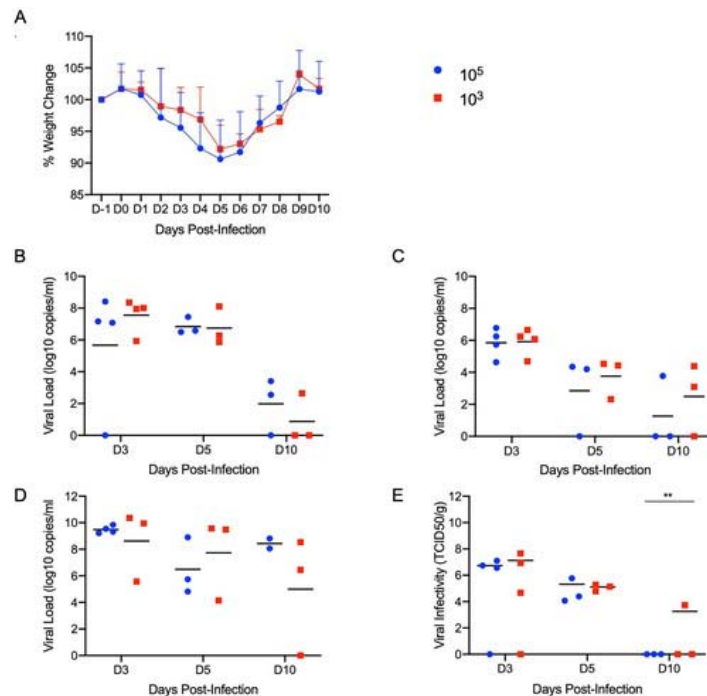 A
110
105
100
95
90
85
% Weight Change
D-1 D0 D1 D2 D3 D4 D5 D6 D7 D8 D9 D10
Days Post-Infection
10⁵
10³
B
10
8
6
4
2
0
Viral Load (log10 copies/ml)
D3 D5 D10
Days Post-Infection
C
10
8
6
4
2
0
Viral Load (log10 copies/ml)
D3 D5 D10
Days Post-Infection
D
12
10
8
6
4
2
0
Viral Load (log10 copies/ml)
D3 D5 D10
Days Post-Infection
E
12
10
8
6
4
2
0
Viral Infectivity (TCID50/g)
**
D3 D5 D10
Days Post-Infection